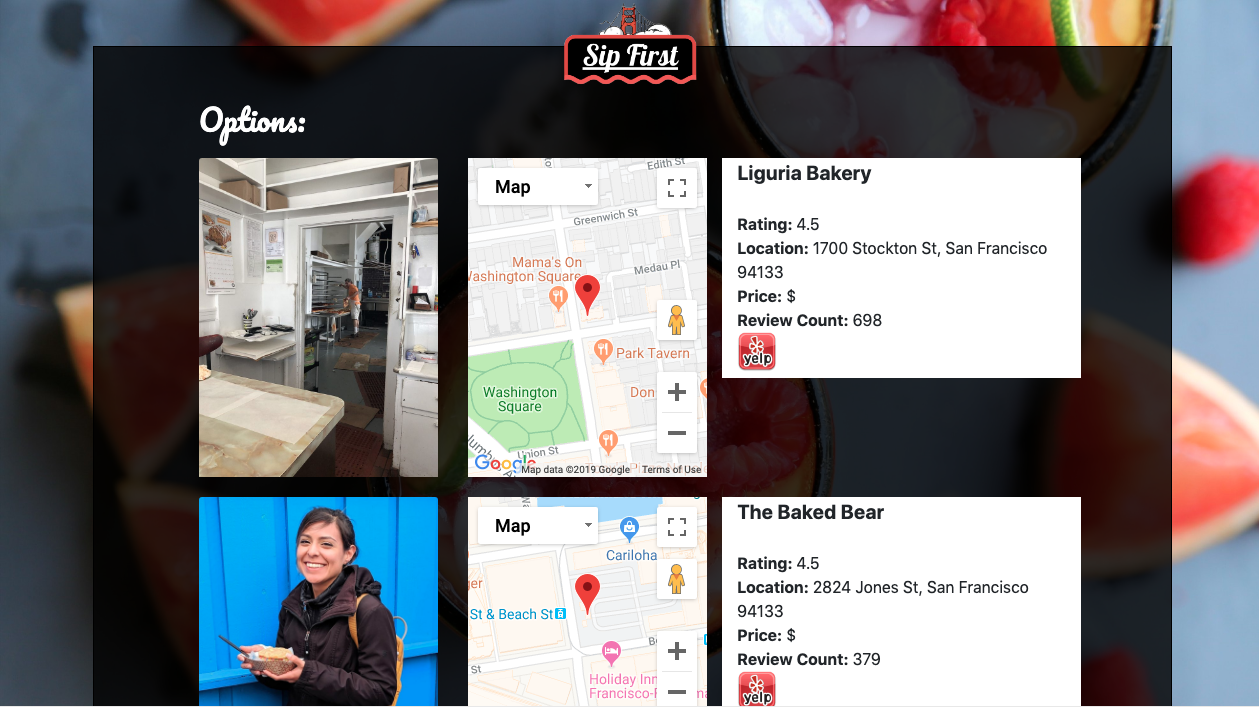 Sip First
Options:
Map
Edith St
Greenwich St
Mama's On
Washington Square
Medau Pl
Park Tavern
Washington
Square
Don
Union St
Google
Map data ©2019 Google
Terms of Use
Liguria Bakery
Rating: 4.5
Location: 1700 Stockton St, San Francisco
94133
Price: $
Review Count: 698
yelp
Map
Cariloha
St & Beach St
St
Holiday Inn
Francisco-F
The Baked Bear
Rating: 4.5
Location: 2824 Jones St, San Francisco
94133
Price: $
Review Count: 379
yelp